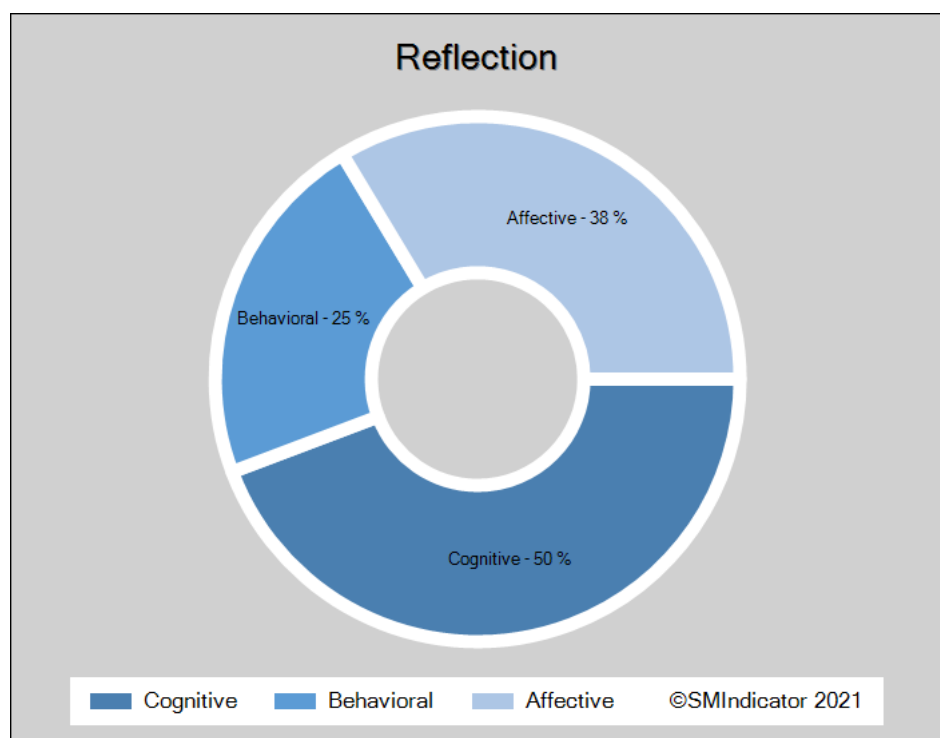 Reflection
Affective - 38 %
Behavioral - 25 %
Cognitive - 50 %
Cognitive Behavioral Affective ©SMIndicator 2021